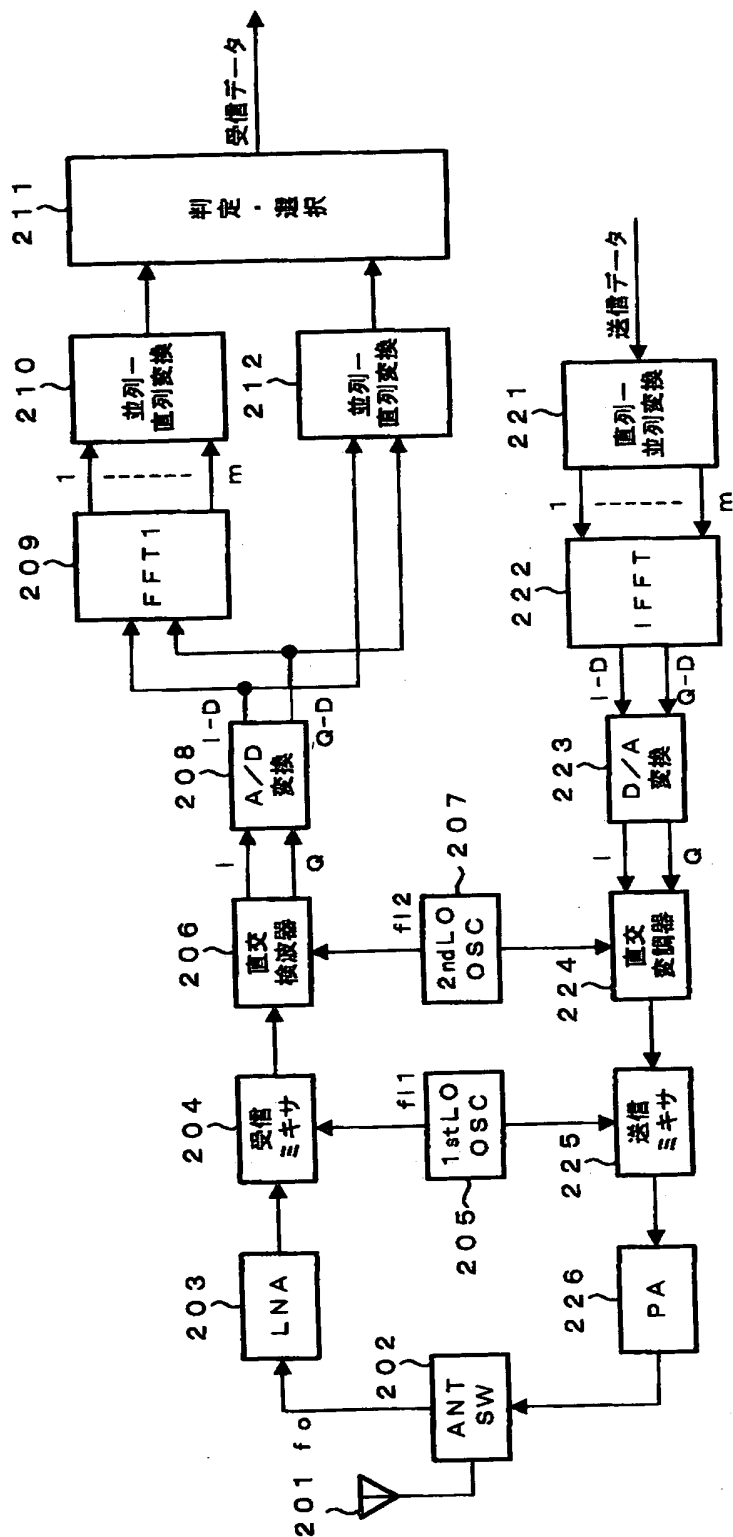 201
fo
202
ANT
SW
203
LNA
204
受信
ミキサ
fl1
205
1stLO
OSC
206
直交
検波器
fl2
207
2ndLO
OSC
I
Q
208
A/D
変換
I-D
Q-D
209
FFT1
1
m
210
並列－
直列変換
212
並列－
直列変換
211
判定・選択
受信データ
送信データ
221
直列－
並列変換
1
m
222
IFFT
I-D
Q-D
223
D/A
変換
I
Q
224
直交
変調器
225
送信
ミキサ
226
PA